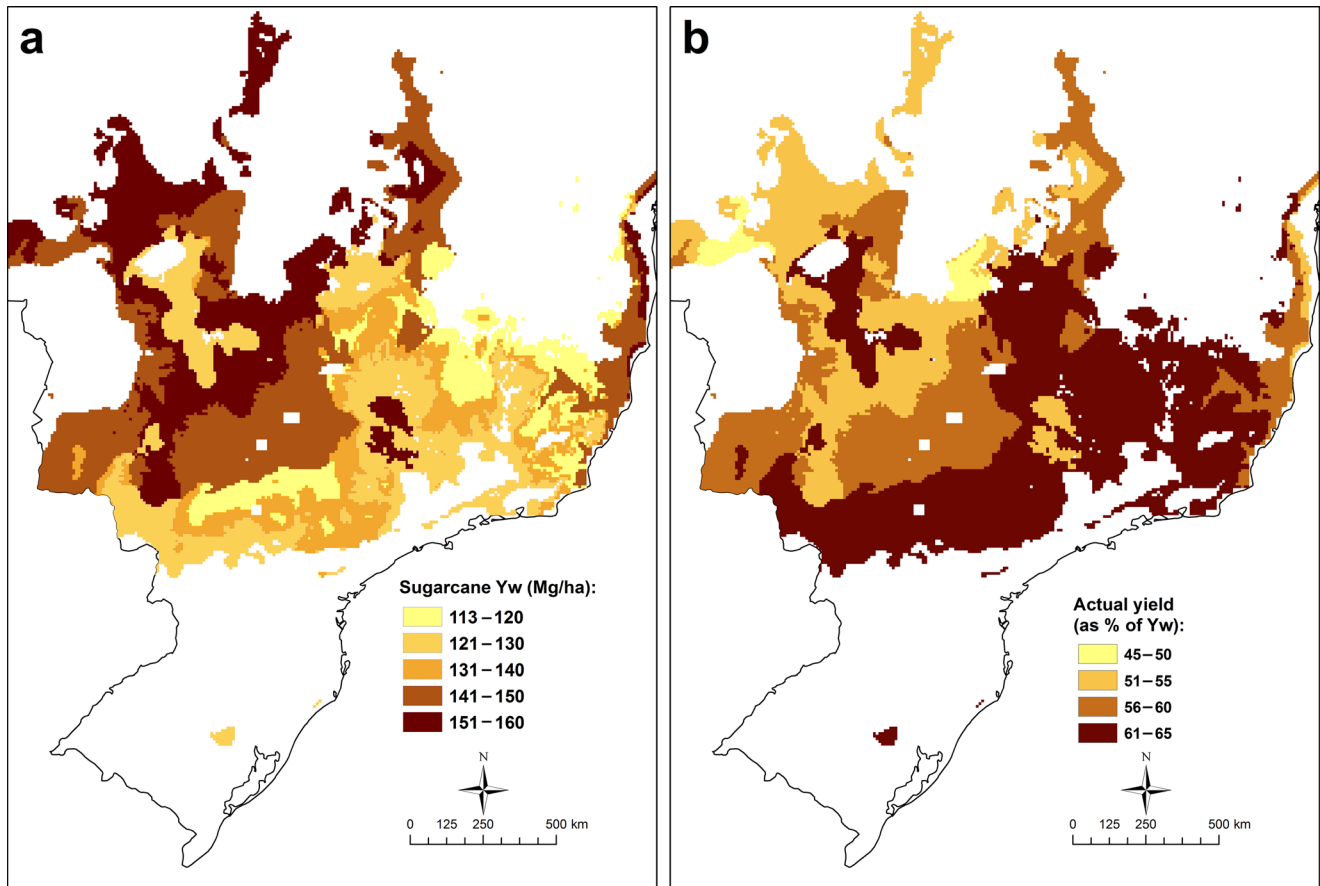 a
Sugarcane Yw (Mg/ha):
113–120
121–130
131–140
141–150
151–160
N
0 125 250 500 km
b
Actual yield
(as % of Yw):
45–50
51–55
56–60
61–65
N
0 125 250 500 km